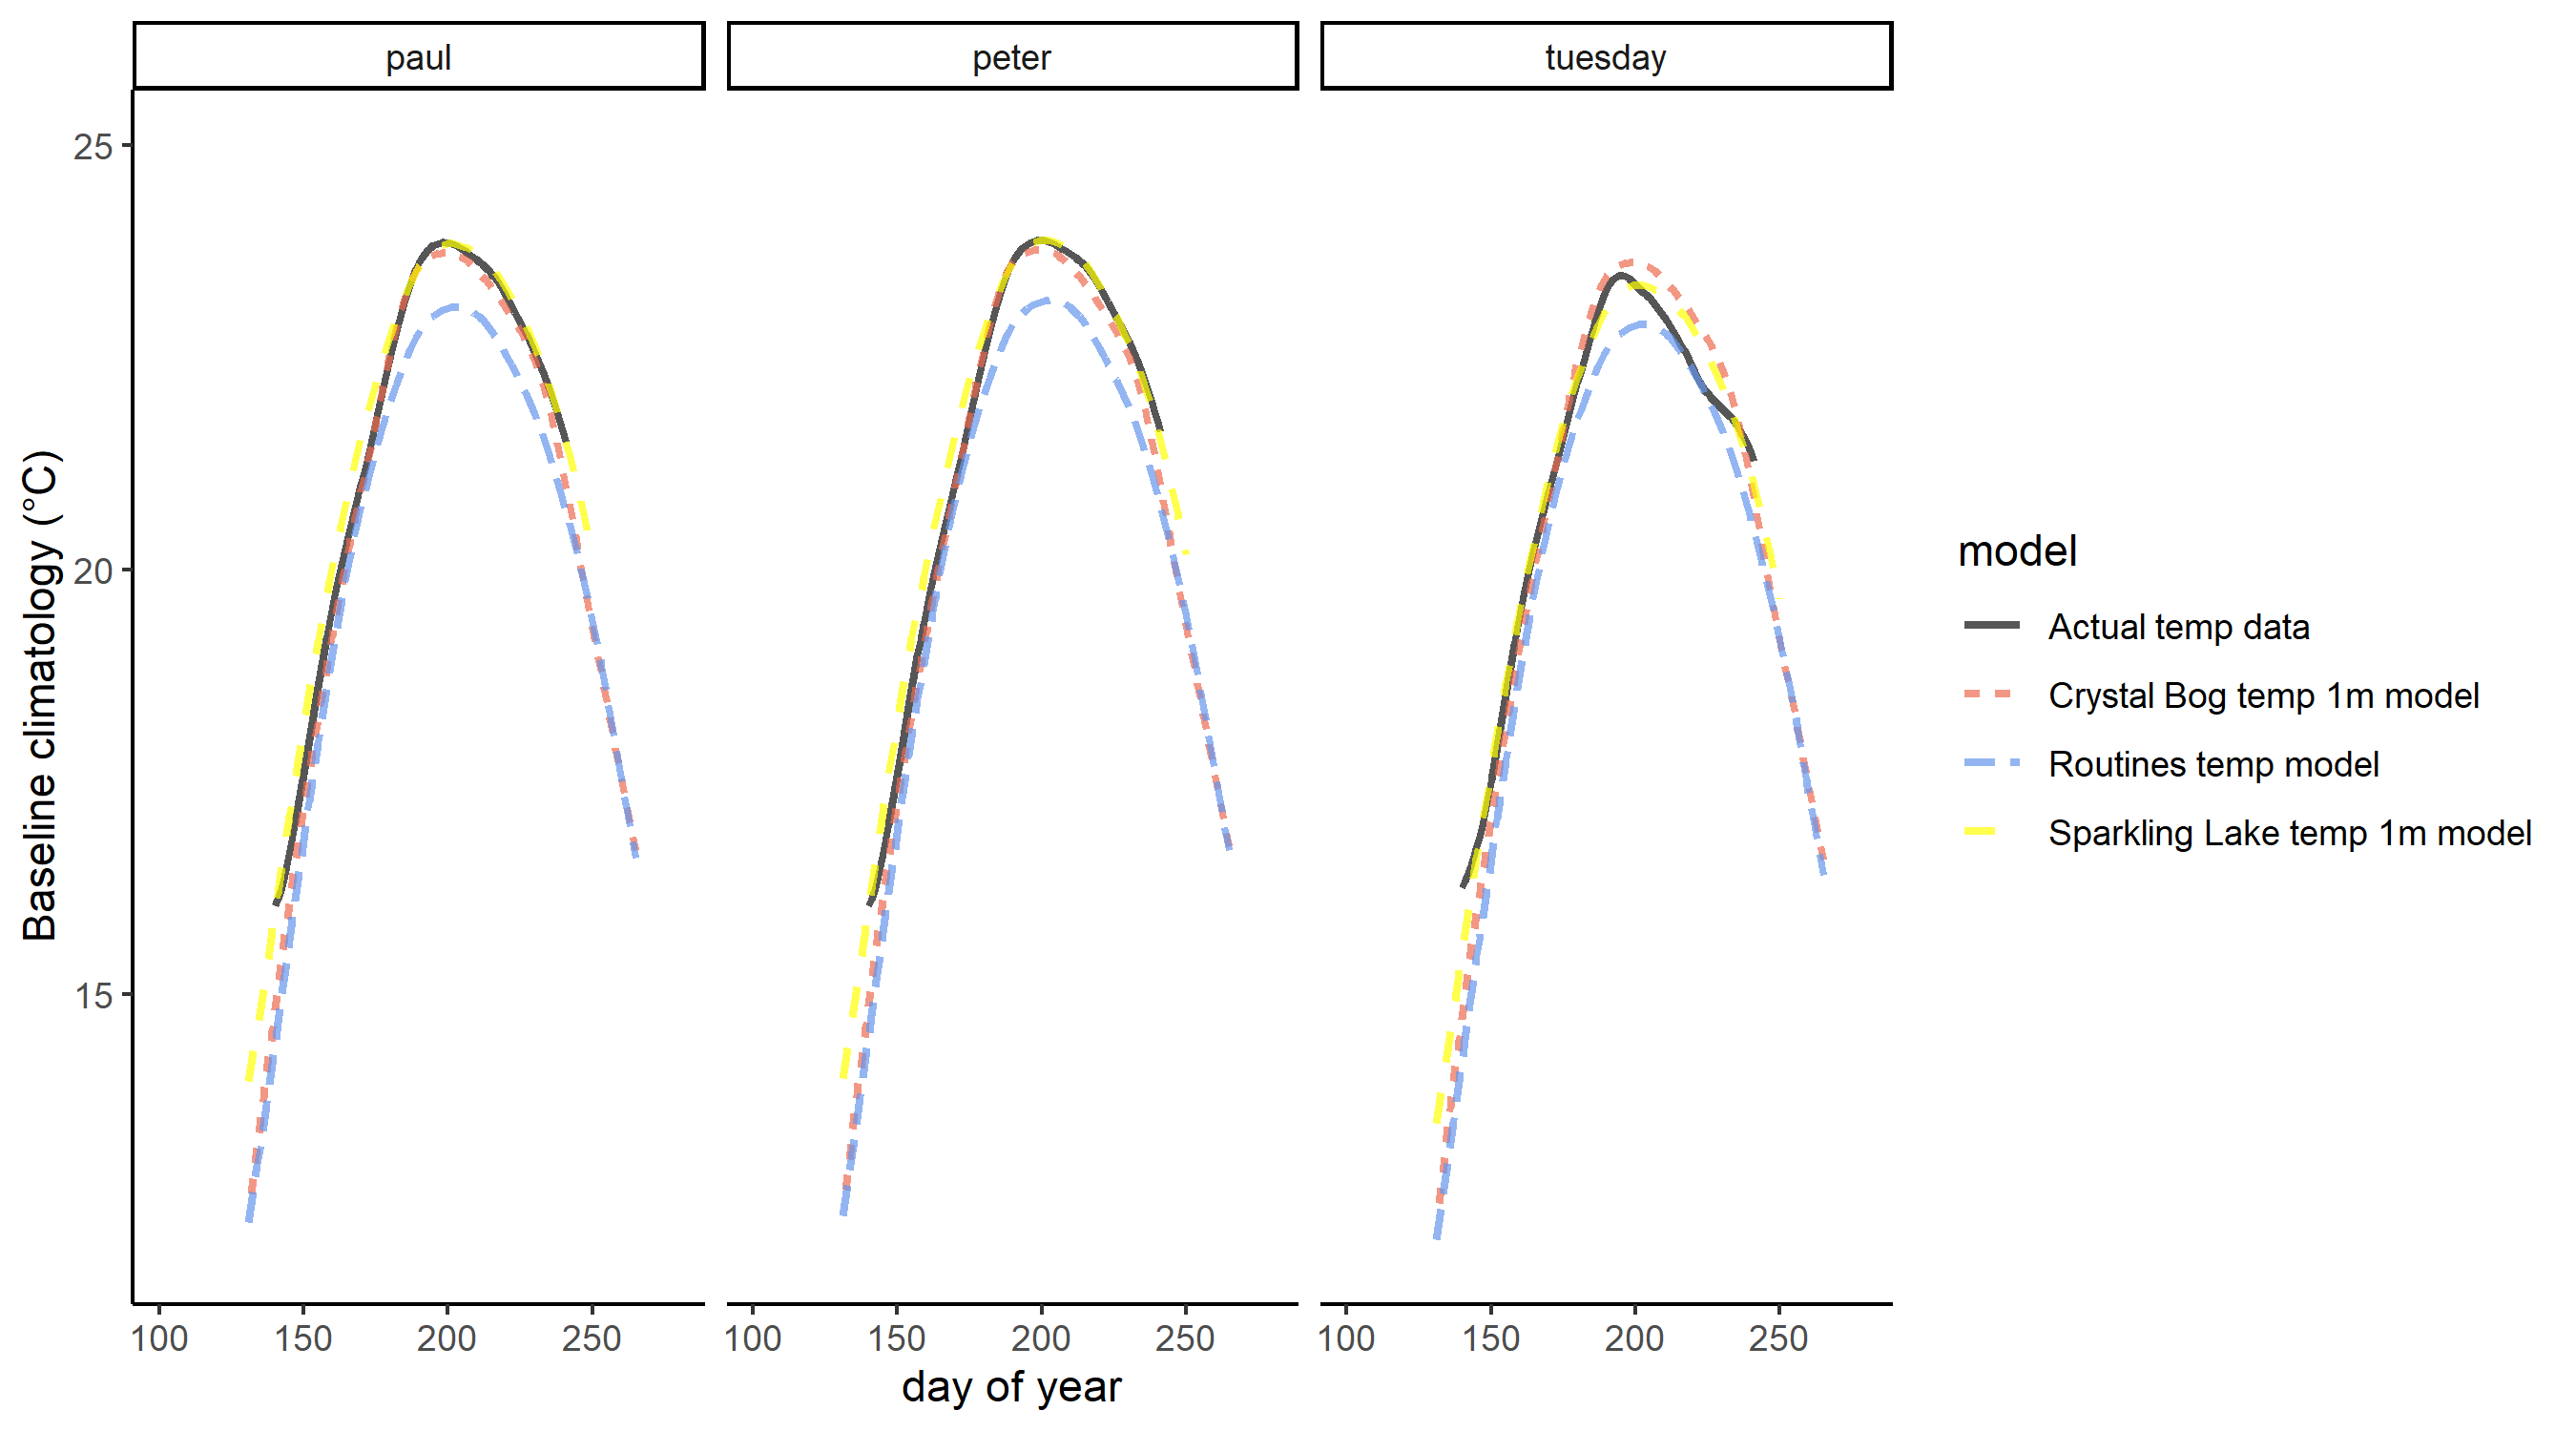 paul
peter
tuesday
25
20
15
Baseline climatology (°C)
100 150 200 250
100 150 200 250
100 150 200 250
day of year
model
Actual temp data
Crystal Bog temp 1m model
Routines temp model
Sparkling Lake temp 1m model